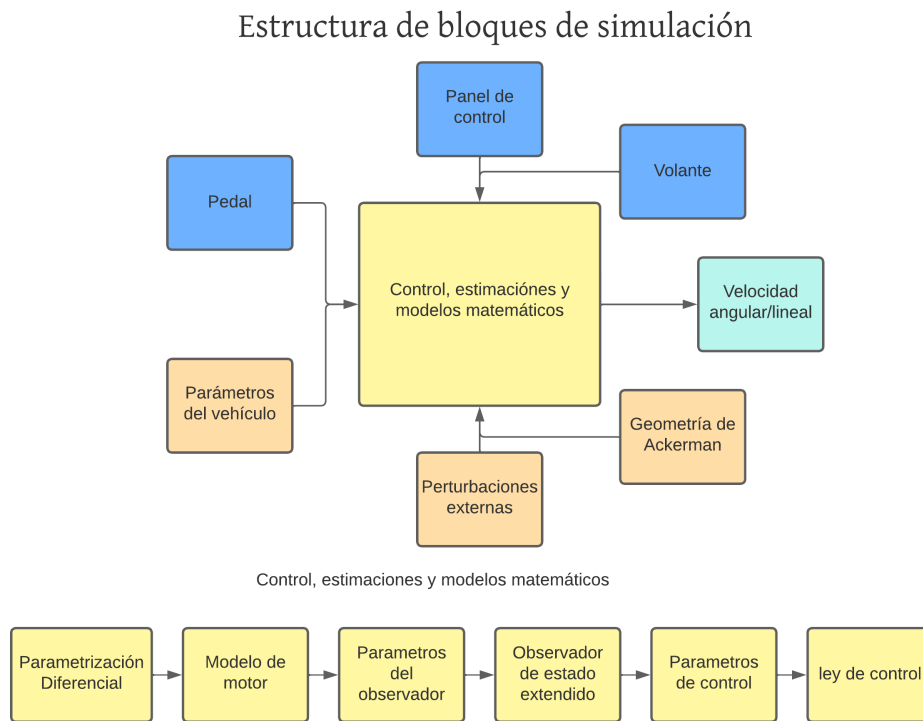 Estructura de bloques de simulación
Panel de
control
Volante
Pedal
Control, estimaciónes y
modelos matemáticos
Velocidad
angular/lineal
Parámetros
del vehículo
Geometría de
Ackerman
Perturbaciones
externas
Control, estimaciones y modelos matemáticos
Parametrización
Diferencial
Modelo de
motor
Parametros
del
observador
Observador
de estado
extendido
Parametros
de control
ley de control